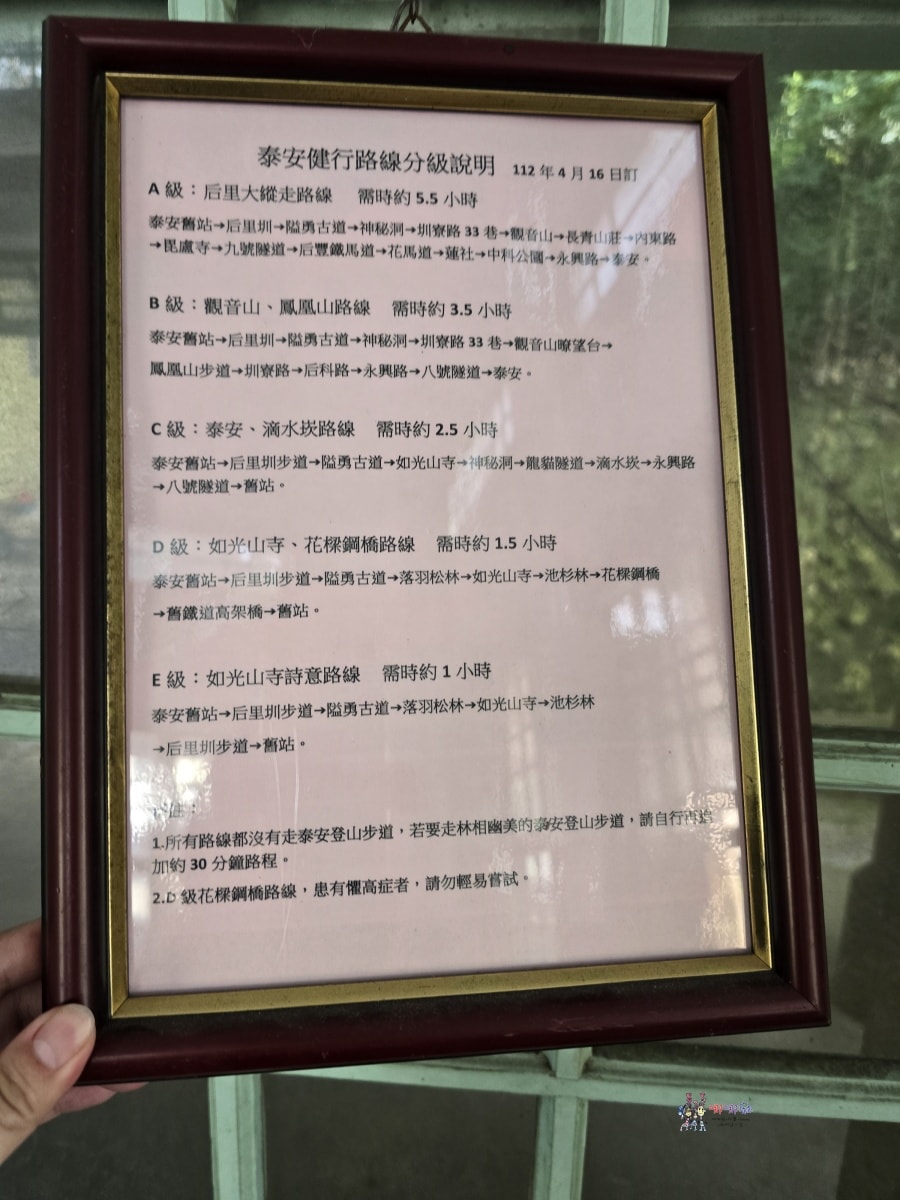 泰安健行路線分級說明 112 年 4 月 16 日訂
A 級：后里大縱走路線 需時約 5.5 小時
泰安舊站→后里圳→隘勇古道→神秘洞→圳寮路 33 巷→觀音山→長青山莊→內東路
→毘盧寺→九號隧道→后豐鐵馬道→花馬道→蓮社→中科公園→永興路→泰安。
B 級：觀音山、鳳凰山路線 需時約 3.5 小時
泰安舊站→后里圳→隘勇古道→神秘洞→圳寮路 33 巷→觀音山暸望台→
鳳凰山步道→圳寮路→后科路→永興路→八號隧道→泰安。
C 級：泰安、滴水崁路線 需時約 2.5 小時
泰安舊站→后里圳步道→隘勇古道→如光山寺→神秘洞→龍貓隧道→滴水崁→永興路
→八號隧道→舊站。
D 級：如光山寺、花樑鋼橋路線 需時約 1.5 小時
泰安舊站→后里圳步道→隘勇古道→落羽松林→如光山寺→池杉林→花樑鋼橋
→舊鐵道高架橋→舊站。
E 級：如光山寺詩意路線 需時約 1 小時
泰安舊站→后里圳步道→隘勇古道→落羽松林→如光山寺→池杉林
→后里圳步道→舊站。
1.所有路線都沒有走泰安登山步道，若要走林相幽美的泰安登山步道，請自行再增
加約 30 分鐘路程。
2.D 級花樑鋼橋路線，患有懼高症者，請勿輕易嘗試。